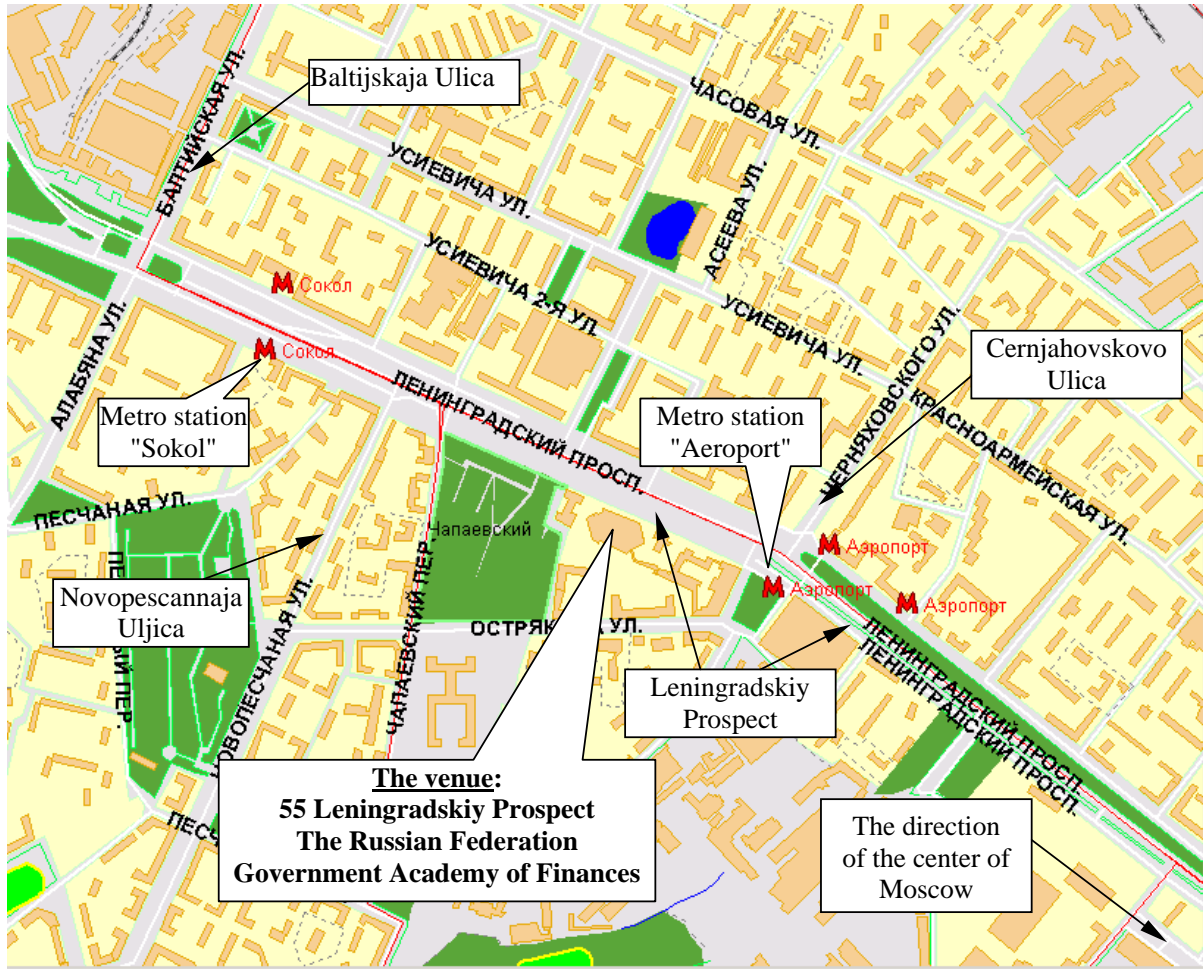 Baltijskaja Ulica
БАЛТИЙСКАЯ УЛ.
ЧАСОВАЯ УЛ.
УСИЕВИЧА УЛ.
АСЕЕВА УЛ.
УСИЕВИЧА 2-Я УЛ.
Сокол
Сокол
АЛАБЯНА УЛ.
УСИЕВИЧА УЛ.
ЧЕРНЯХОВСКОГО УЛ.
Cernjahovskovo
Ulica
Metro station
"Sokol"
ЛЕНИНГРАДСКИЙ ПРОСП.
Metro station
"Aeroport"
КРАСНОАРМЕЙСКАЯ УЛ.
ПЕСЧАНАЯ УЛ.
Чапаевский
Аэропорт
Аэропорт
Аэропорт
Novopescannaja
Uljica
ЧАПАЕВСКИЙ ПЕР.
НОВОПЕСЧАНАЯ УЛ.
УЛ.
ПЕР.
Leningradskiy
Prospect
ЛЕНИНГРАДСКИЙ ПРОСП.
ЛЕНИНГРАДСКИЙ ПРОСП.
The venue:
55 Leningradskiy Prospect
The Russian Federation
Government Academy of Finances
The direction
of the center of
Moscow